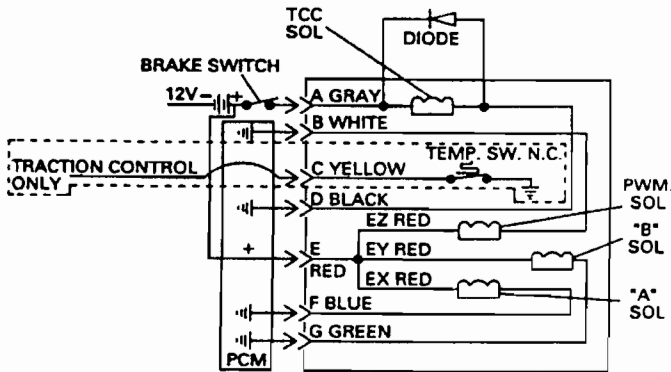 TCC
SOL
DIODE
BRAKE SWITCH
12V - +
A GRAY
B WHITE
TRACTION CONTROL
ONLY
C YELLOW
TEMP. SW. N.C.
D BLACK
PWM.
SOL
EZ RED
+
E
RED
EY RED
"B"
SOL
EX RED
"A"
SOL
F BLUE
G GREEN
PCM